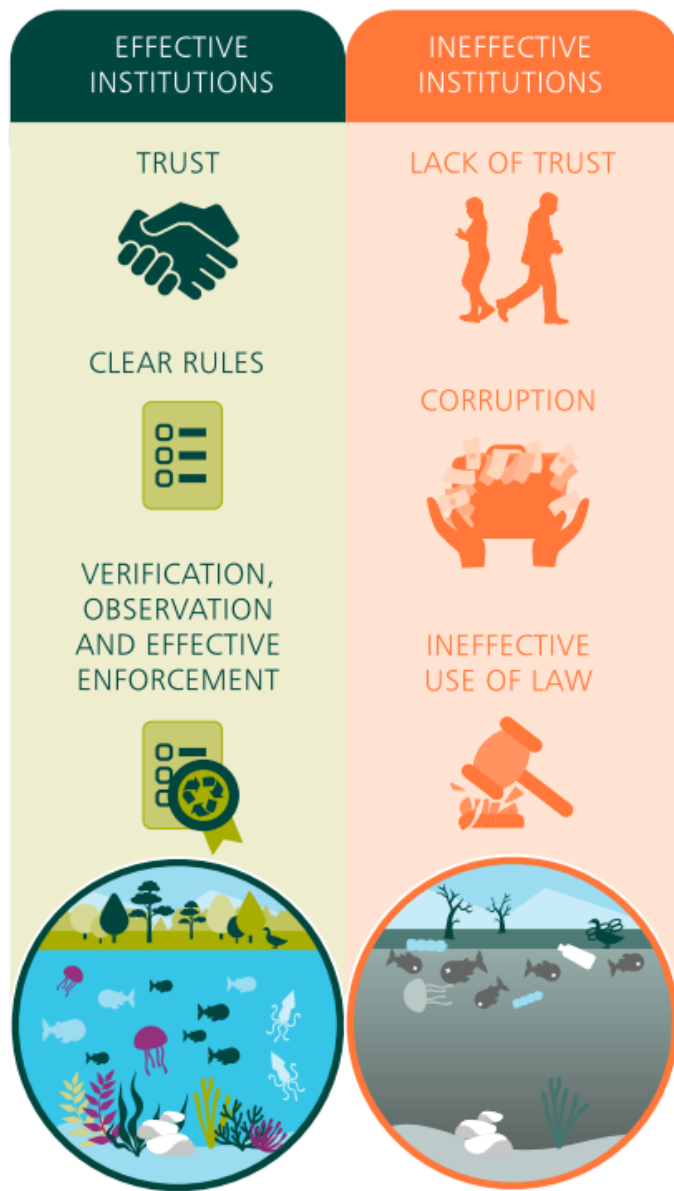 EFFECTIVE
INSTITUTIONS
TRUST
CLEAR RULES
VERIFICATION,
OBSERVATION
AND EFFECTIVE
ENFORCEMENT
INEFFECTIVE
INSTITUTIONS
LACK OF TRUST
CORRUPTION
INEFFECTIVE
USE OF LAW